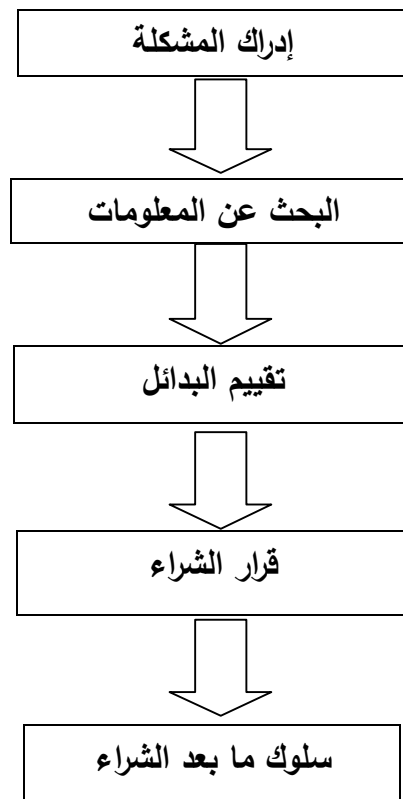 إدراك المشكلة
البحث عن المعلومات
تقييم البدائل
قرار الشراء
سلوك ما بعد الشراء